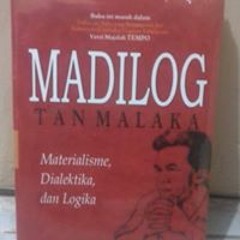 Buku ini masuk dalam
Versi Majalah TEMPO
MADILOG
TAN MALAKA
Materialisme,
Dialektika,
dan Logika